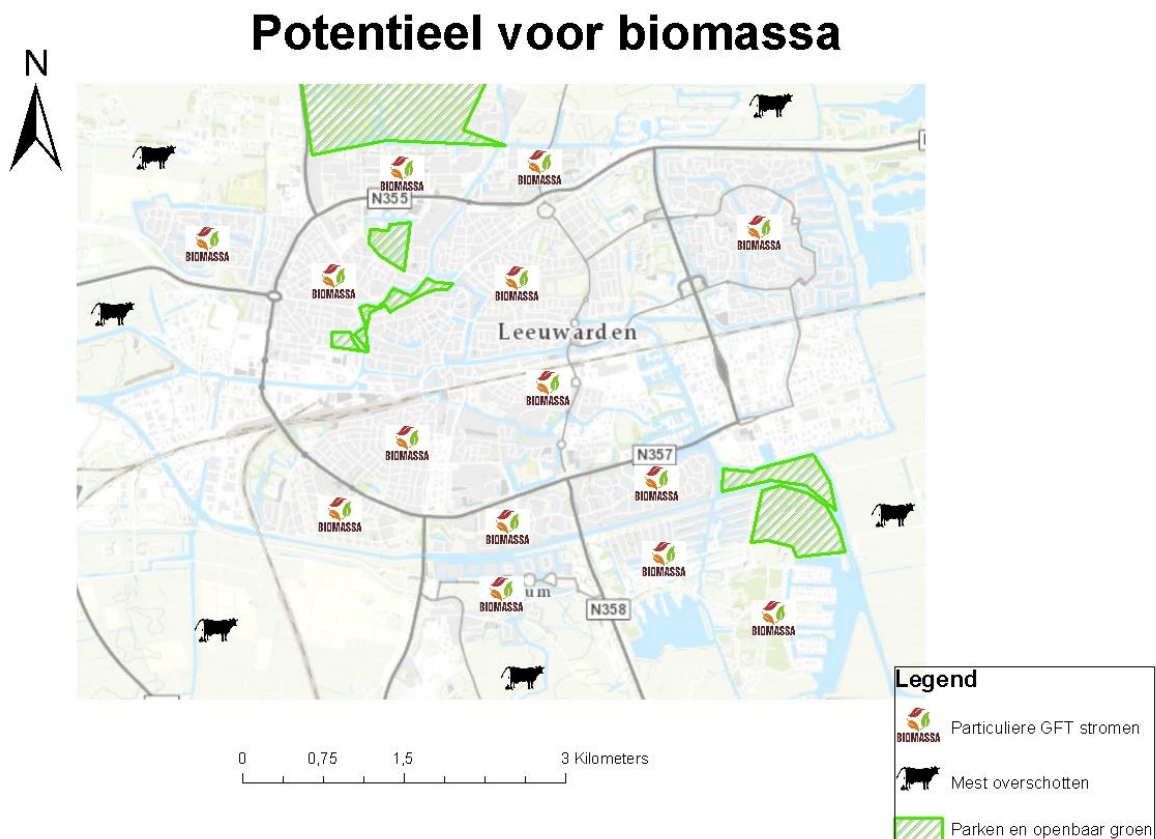 Potentieel voor biomassa
N
BIOMASSA
BIOMASSA
N355
BIOMASSA
BIOMASSA
BIOMASSA
BIOMASSA
Leeuwarden
BIOMASSA
BIOMASSA
N357
BIOMASSA
BIOMASSA
BIOMASSA
BIOMASSA
BIOMASSA
um
N358
BIOMASSA
Legend
BIOMASSA
Particuliere GFT stromen
Mest overschotten
Parken en openbaar groen
0
0,75
1,5
3 Kilometers